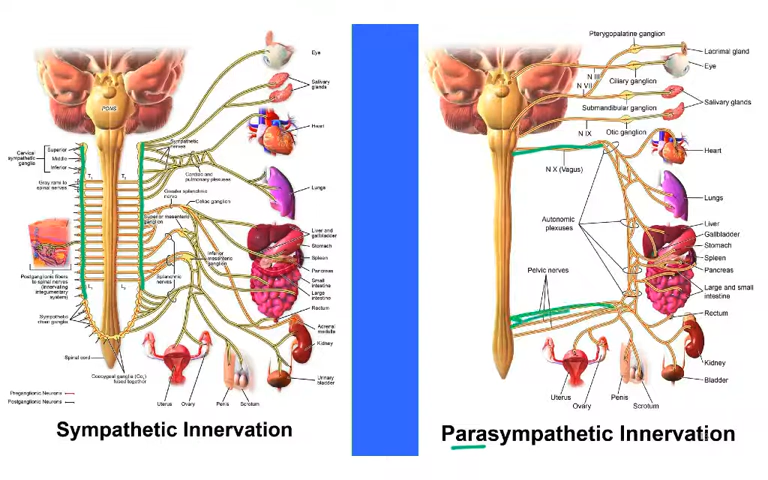 Eye
Salivary
glands
PONS
Heart
Superior
Middle
Inferior
Cervical
sympathetic
ganglia
Sympathetic
nerves
Gray rami to
spinal nerves
T₁
T₁
Cardiac and
pulmonary plexuses
Greater splanchnic
nerve
Celiac ganglion
Lungs
Superior mesenteric
ganglion
Inferior
mesenteric
ganglion
Liver and
gallbladder
Stomach
Spleen
Pancreas
Small
intestine
Large
intestine
Rectum
Postganglionic fibers
to spinal nerves
(innervating
integumentary
system)
Splanchnic
nerves
L₂
L₂
Sympathetic
chain ganglia
Adrenal
medulla
Kidney
Spinal cord
Coccygeal ganglia (Co₁)
fused together
Urinary
bladder
Preganglionic Neurons
Postganglionic Neurons
Uterus
Ovary
Penis
Scrotum
Sympathetic Innervation
Pterygopalatine ganglion
Lacrimal gland
Eye
N III
Ciliary ganglion
N VII
Submandibular ganglion
Salivary glands
N IX
Otic ganglion
Heart
N X (Vagus)
Lungs
Autonomic
plexuses
Liver
Gallbladder
Stomach
Spleen
Pancreas
Large and small
intestine
Pelvic nerves
Rectum
Kidney
Bladder
Uterus
Ovary
Penis
Scrotum
Parasympathetic Innervation